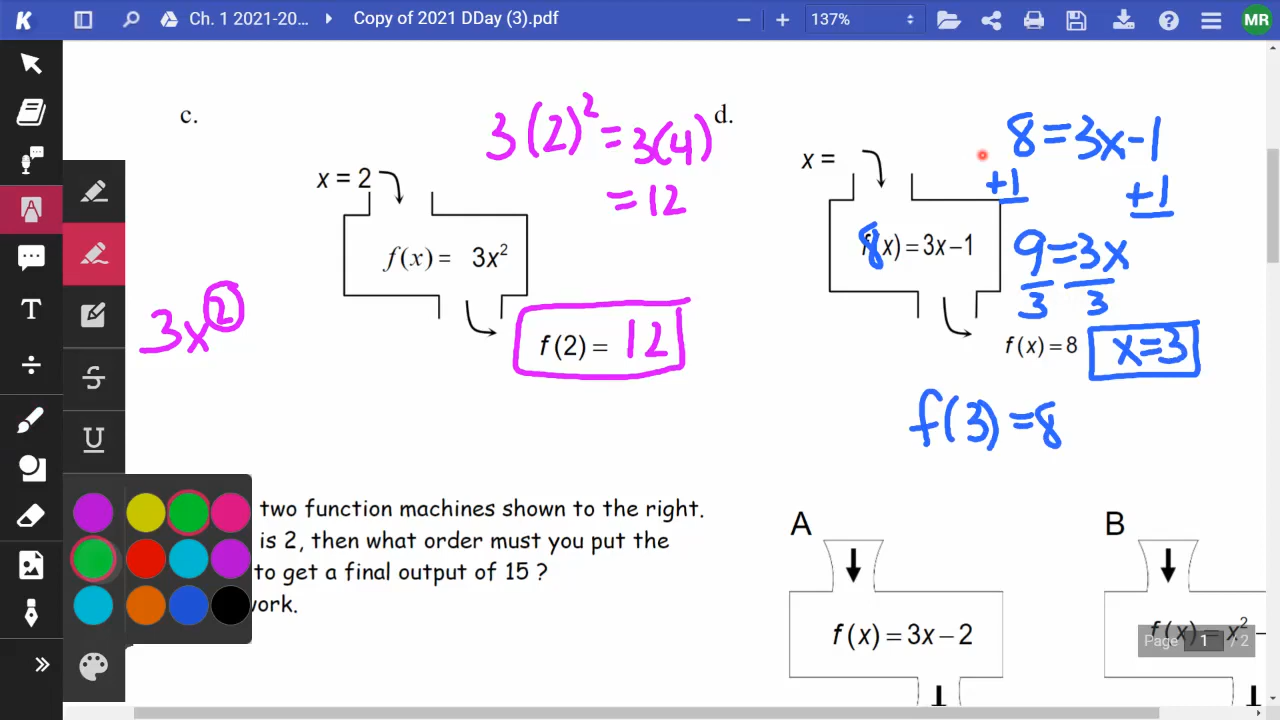 K Ch. 1 2021-20... Copy of 2021 DDay (3).pdf 137% MR
c.
3(2)² = 3(4)
= 12
x = 2
f(x) = 3x²
3x²
f(2) = 12
d.
8 = 3x - 1
+1 +1
x =
8
(x) = 3x - 1
9 = 3x
3 3
f(x) = 8
x = 3
f(3) = 8
two function machines shown to the right.
is 2, then what order must you put the
to get a final output of 15 ?
work.
A
f(x) = 3x - 2
B
f(x) = x² -
Page 1 / 2
T
S
U